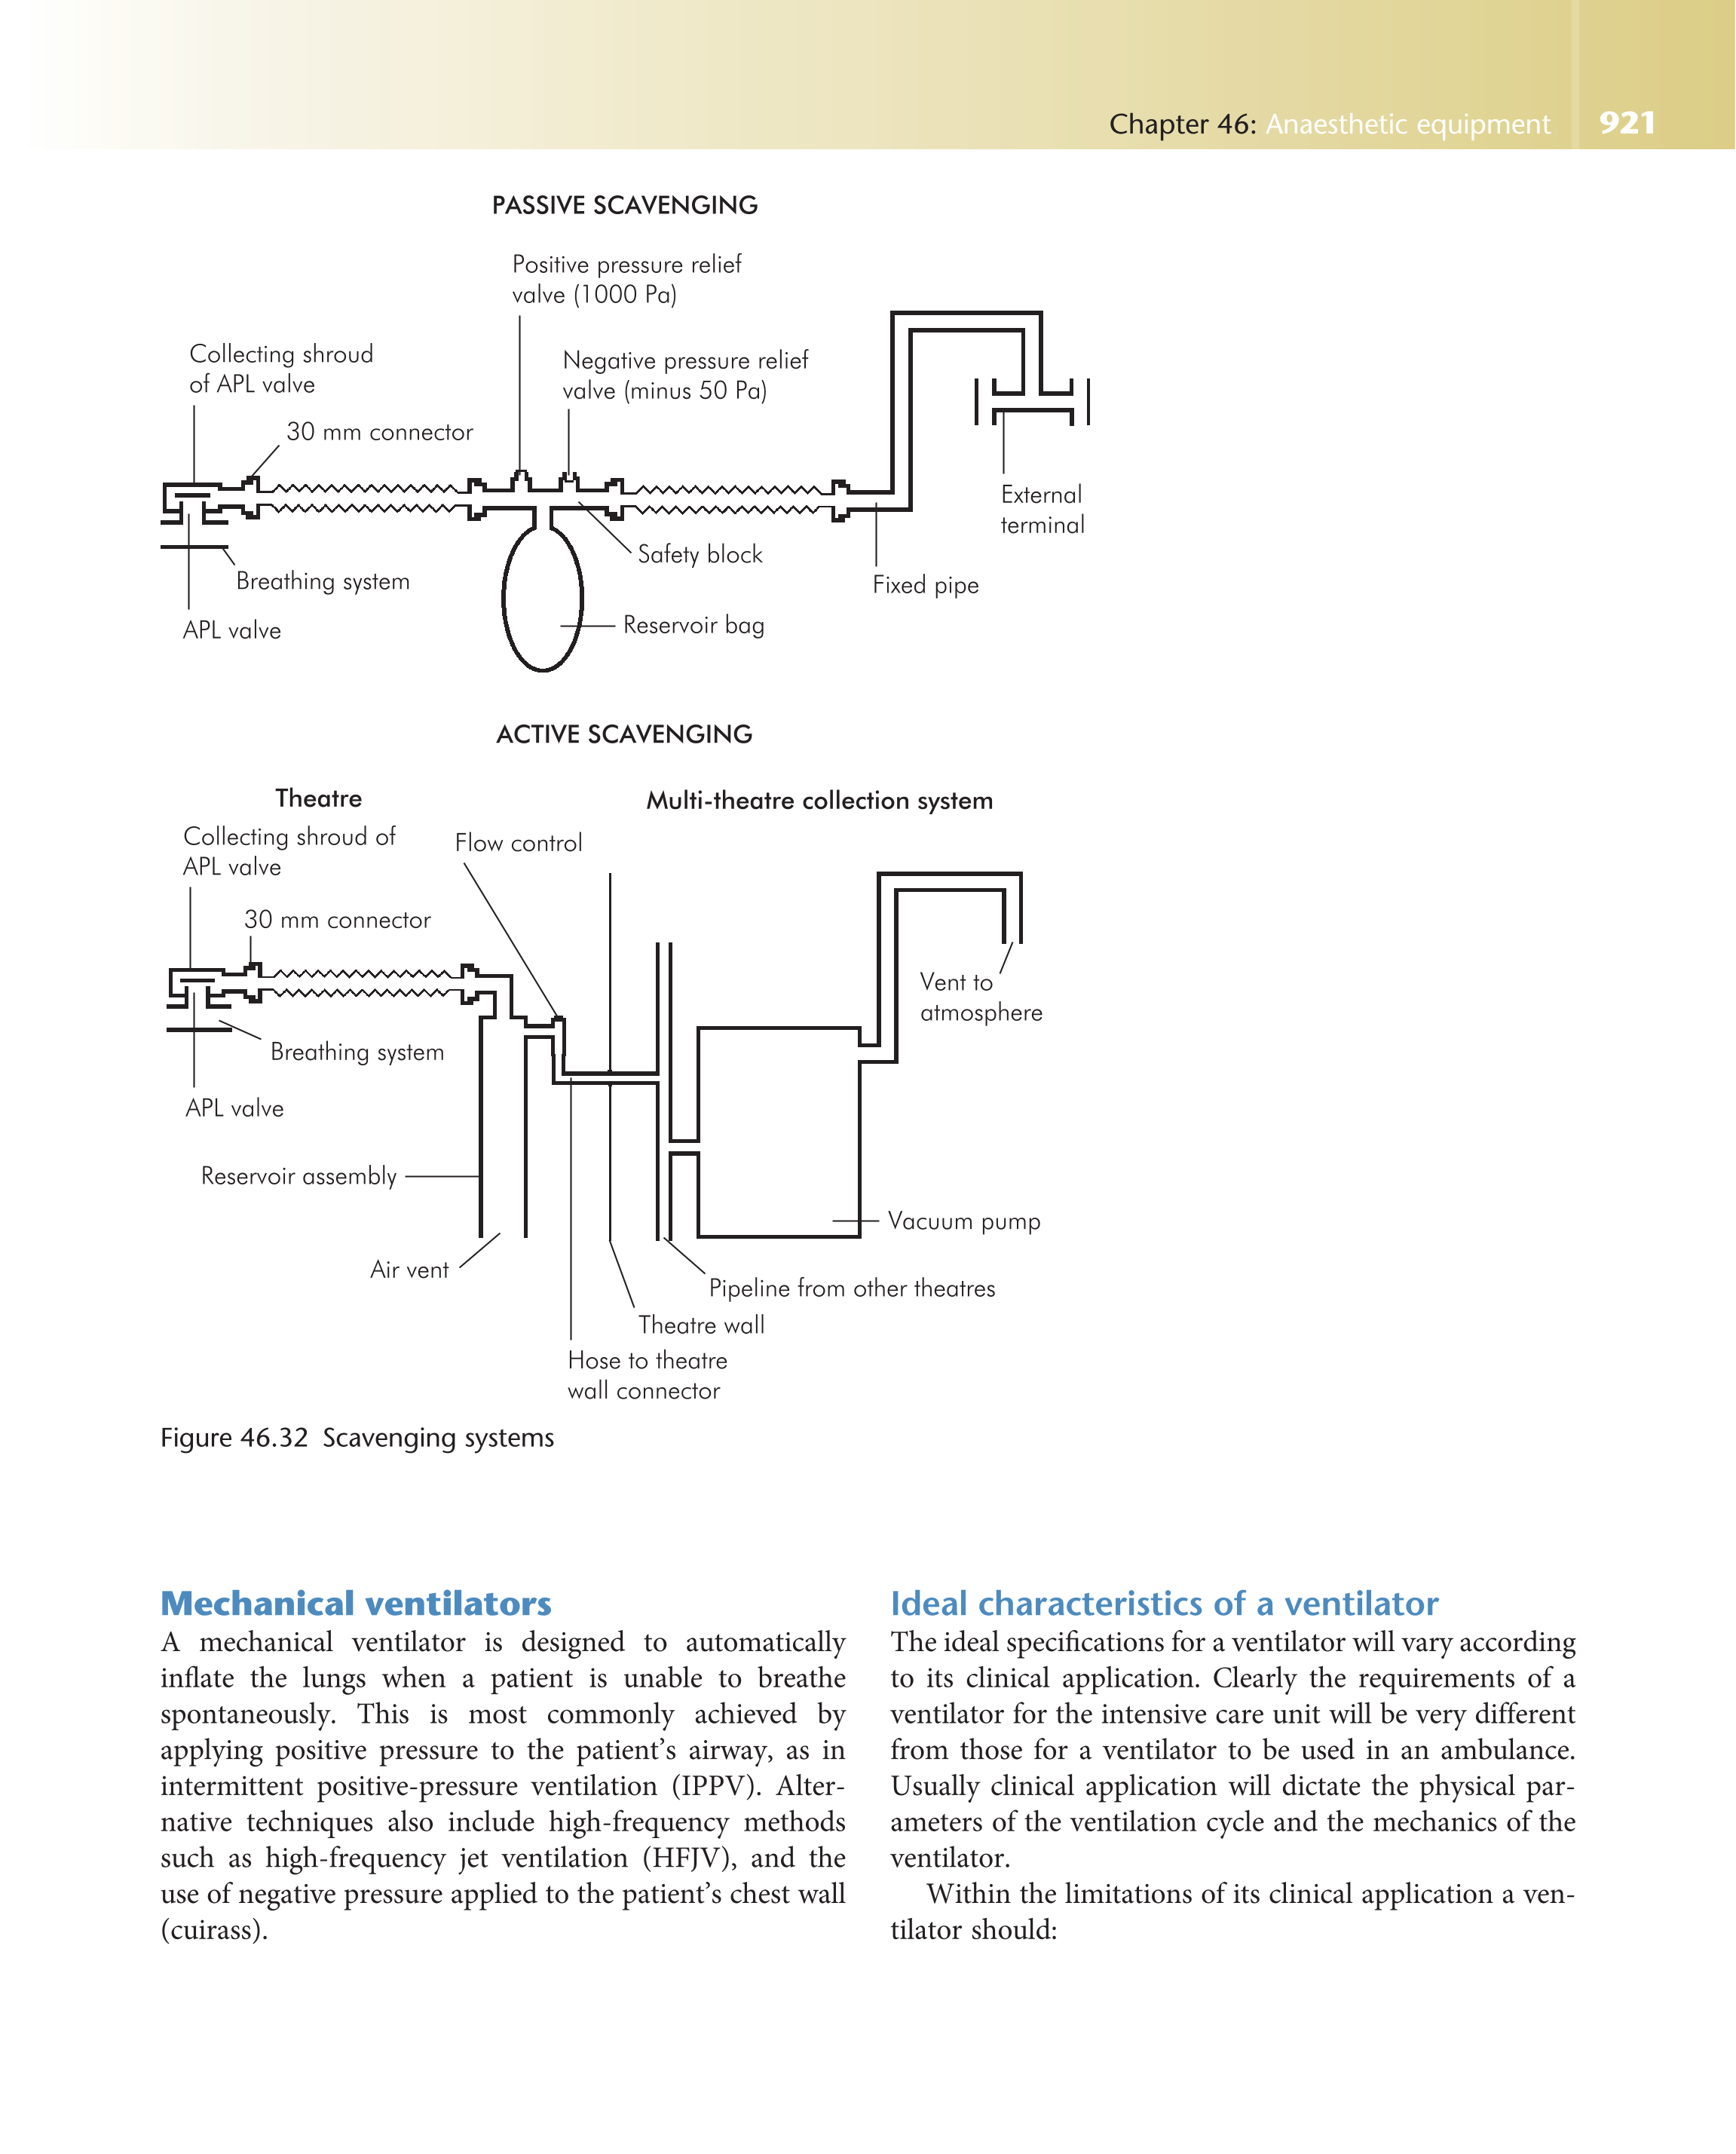 Chapter 46: Anaesthetic equipment 921
PASSIVE SCAVENGING
Positive pressure relief
valve (1000 Pa)
Collecting shroud
of APL valve
Negative pressure relief
valve (minus 50 Pa)
30 mm connector
External
terminal
Safety block
Breathing system
Fixed pipe
APL valve
Reservoir bag
ACTIVE SCAVENGING
Theatre
Multi-theatre collection system
Collecting shroud of
APL valve
Flow control
30 mm connector
Vent to
atmosphere
Breathing system
APL valve
Reservoir assembly
Vacuum pump
Air vent
Pipeline from other theatres
Theatre wall
Hose to theatre
wall connector
Figure 46.32 Scavenging systems
Mechanical ventilators
A mechanical ventilator is designed to automatically
inflate the lungs when a patient is unable to breathe
spontaneously. This is most commonly achieved by
applying positive pressure to the patient's airway, as in
intermittent positive-pressure ventilation (IPPV). Alter-
native techniques also include high-frequency methods
such as high-frequency jet ventilation (HFJV), and the
use of negative pressure applied to the patient's chest wall
(cuirass).
Ideal characteristics of a ventilator
The ideal specifications for a ventilator will vary according
to its clinical application. Clearly the requirements of a
ventilator for the intensive care unit will be very different
from those for a ventilator to be used in an ambulance.
Usually clinical application will dictate the physical par-
ameters of the ventilation cycle and the mechanics of the
ventilator.
Within the limitations of its clinical application a ven-
tilator should: